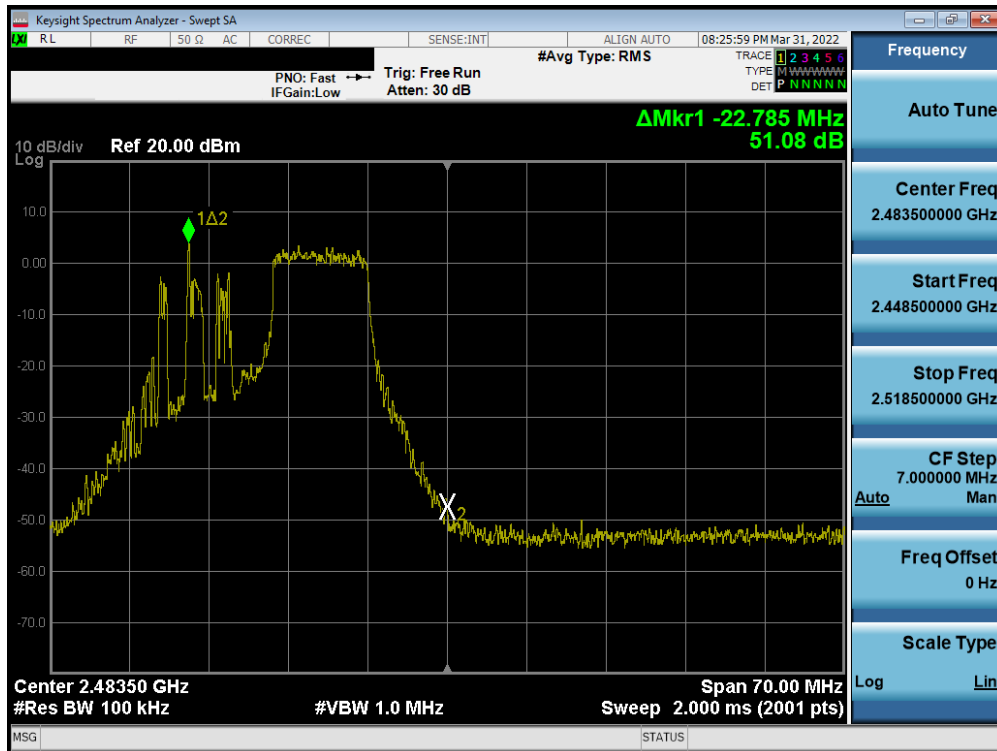 Keysight Spectrum Analyzer - Swept SA
LXI RL RF 50 Ω AC CORREC SENSE:INT ALIGN AUTO 08:25:59 PM Mar 31, 2022
#Avg Type: RMS
TRACE 1 2 3 4 5 6
TYPE M WWWWW
DET P N N N N N
PNO: Fast
IFGain:Low
Trig: Free Run
Atten: 30 dB
ΔMkr1 -22.785 MHz
51.08 dB
10 dB/div Ref 20.00 dBm
Log
10.0
0.00
-10.0
-20.0
-30.0
-40.0
-50.0
-60.0
-70.0
1Δ2
X2
Center 2.48350 GHz Span 70.00 MHz
#Res BW 100 kHz #VBW 1.0 MHz Sweep 2.000 ms (2001 pts)
MSG STATUS
Frequency
Auto Tune
Center Freq
2.483500000 GHz
Start Freq
2.448500000 GHz
Stop Freq
2.518500000 GHz
CF Step
7.000000 MHz
Auto Man
Freq Offset
0 Hz
Scale Type
Log Lin